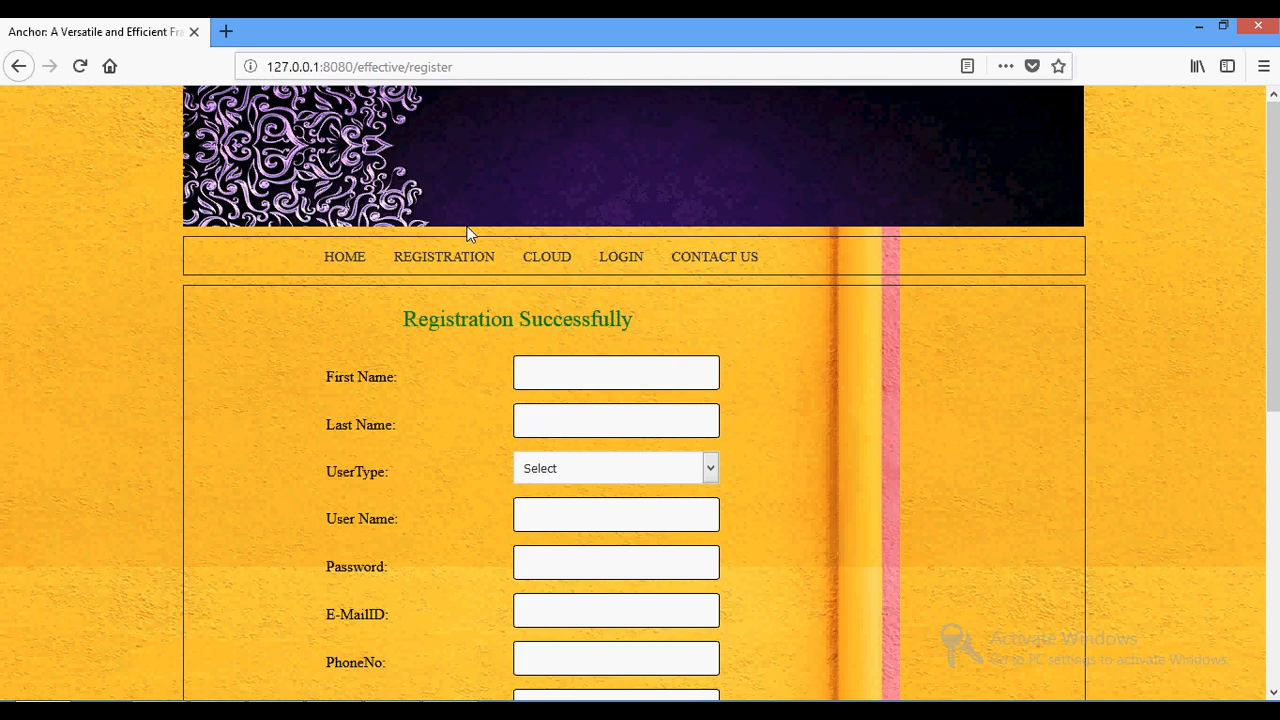 Anchor: A Versatile and Efficient Fra
127.0.0.1:8080/effective/register
HOME REGISTRATION CLOUD LOGIN CONTACT US
Registration Successfully
First Name:
Last Name:
UserType: Select
User Name:
Password:
E-MailID:
PhoneNo:
Activate Windows
Go to PC settings to activate Windows.